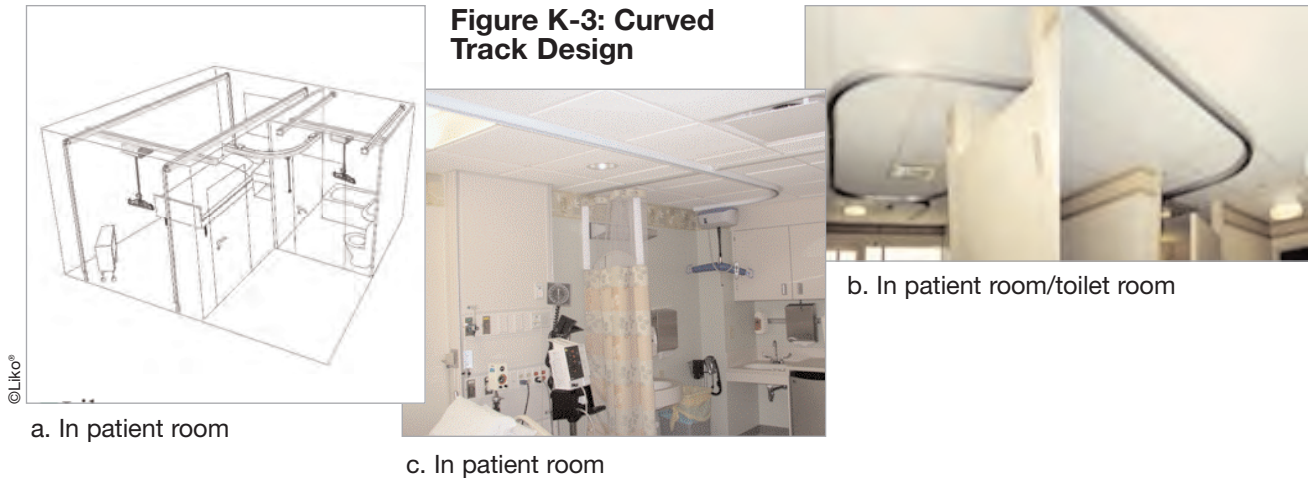 Figure K-3: Curved
Track Design
©Liko®
a. In patient room
b. In patient room/toilet room
c. In patient room